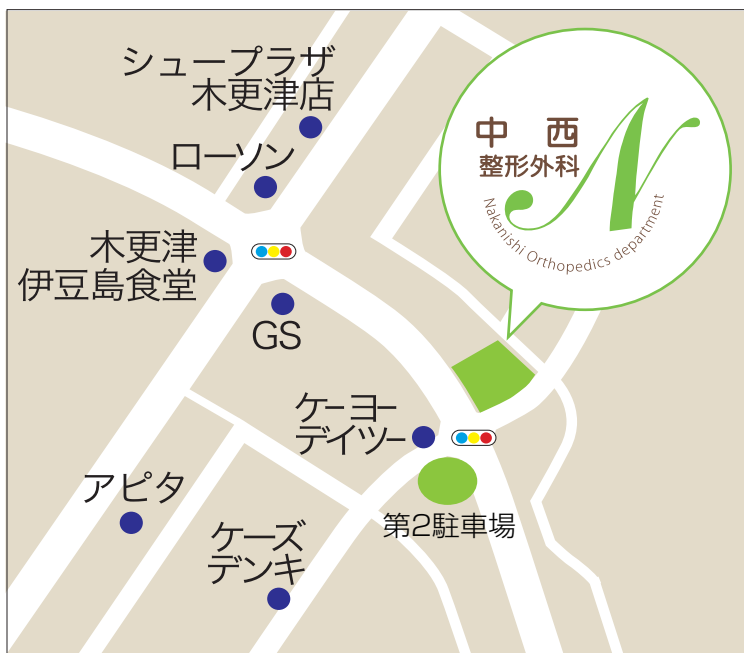 シュープラザ
木更津店
ローソン
中西
整形外科
N
Nakanishi Orthopedics department
木更津
伊豆島食堂
GS
ケーヨー
デイツー
アピタ
第2駐車場
ケーズ
デンキ